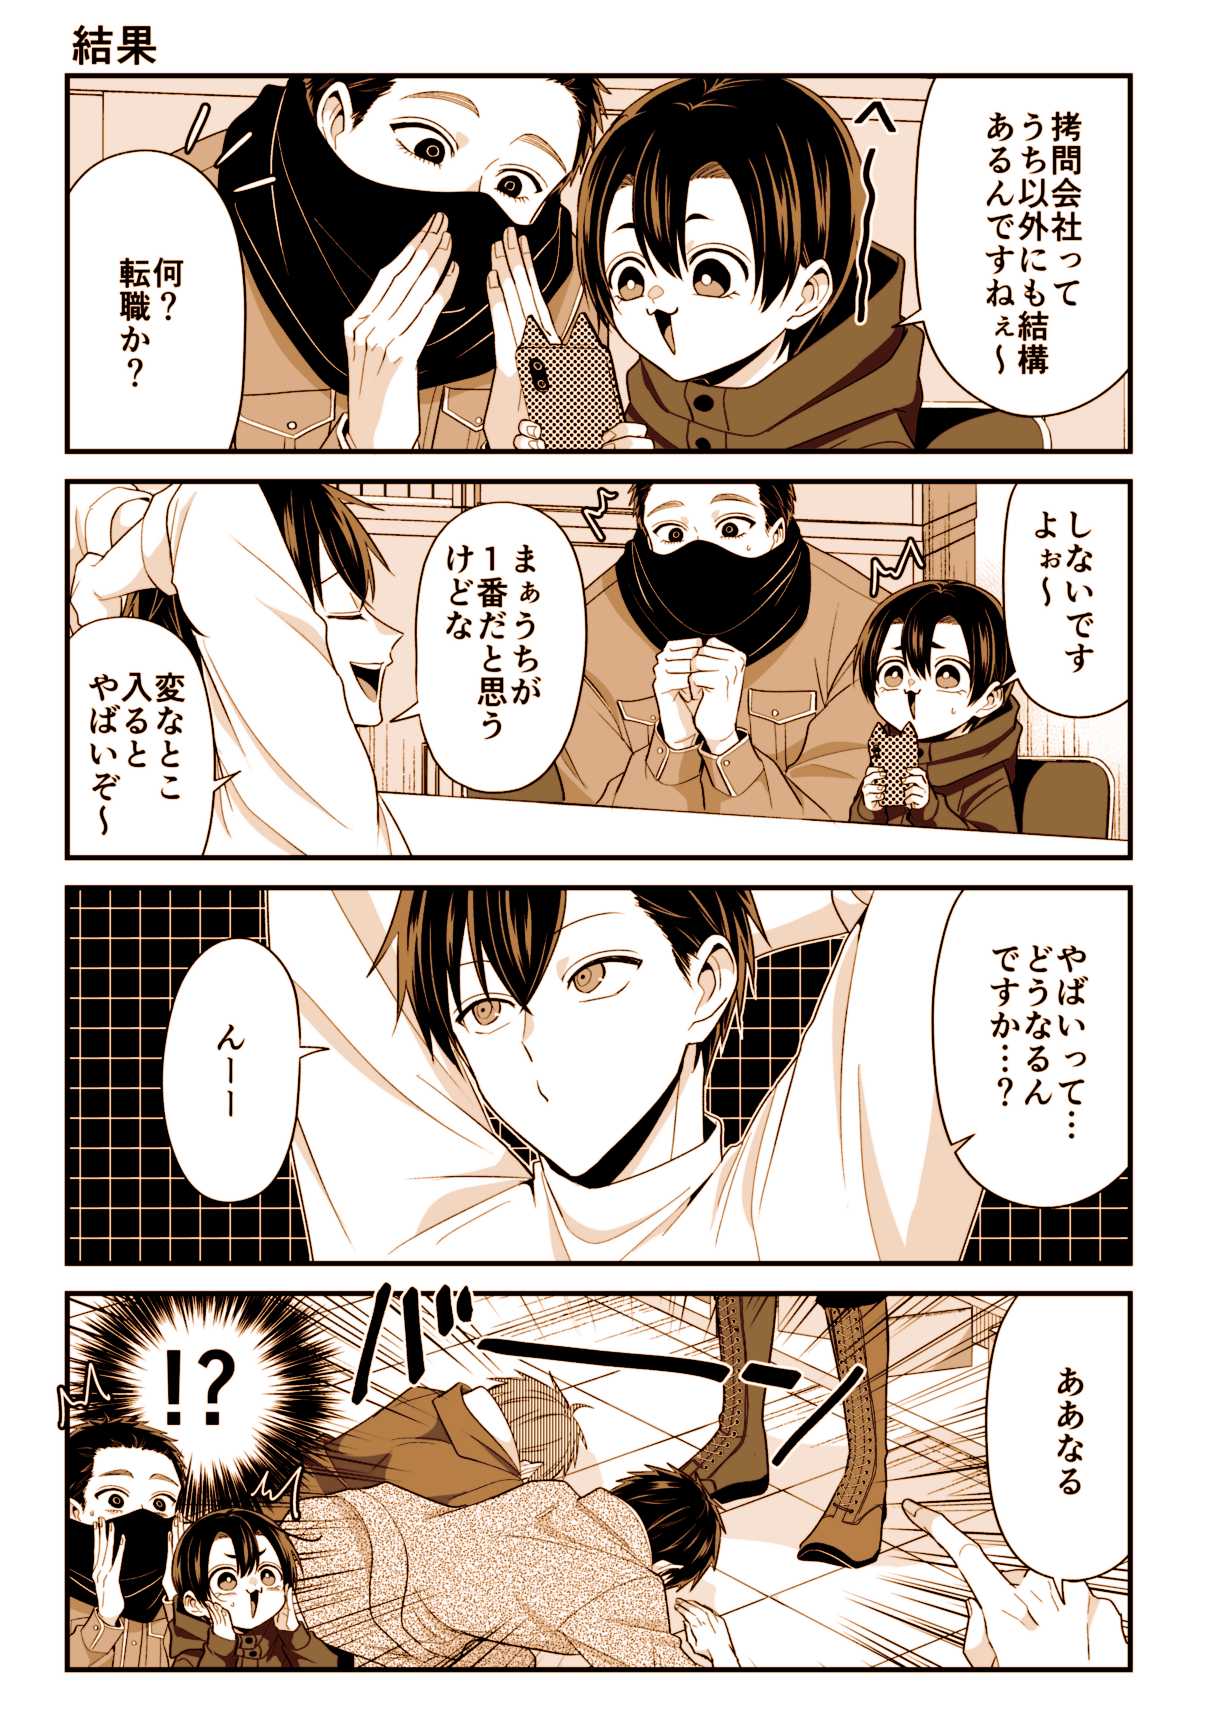 結果
拷問会社って
うち以外にも結構
あるんですねぇ〜
へーーー
何？
転職か？
しないです
よぉ〜
まぁうちが
1番だと思う
けどな
変なとこ
入ると
やばいぞ〜
やばいって…
どうなるん
ですか…？
んーー
ああなる
バーーン
!?